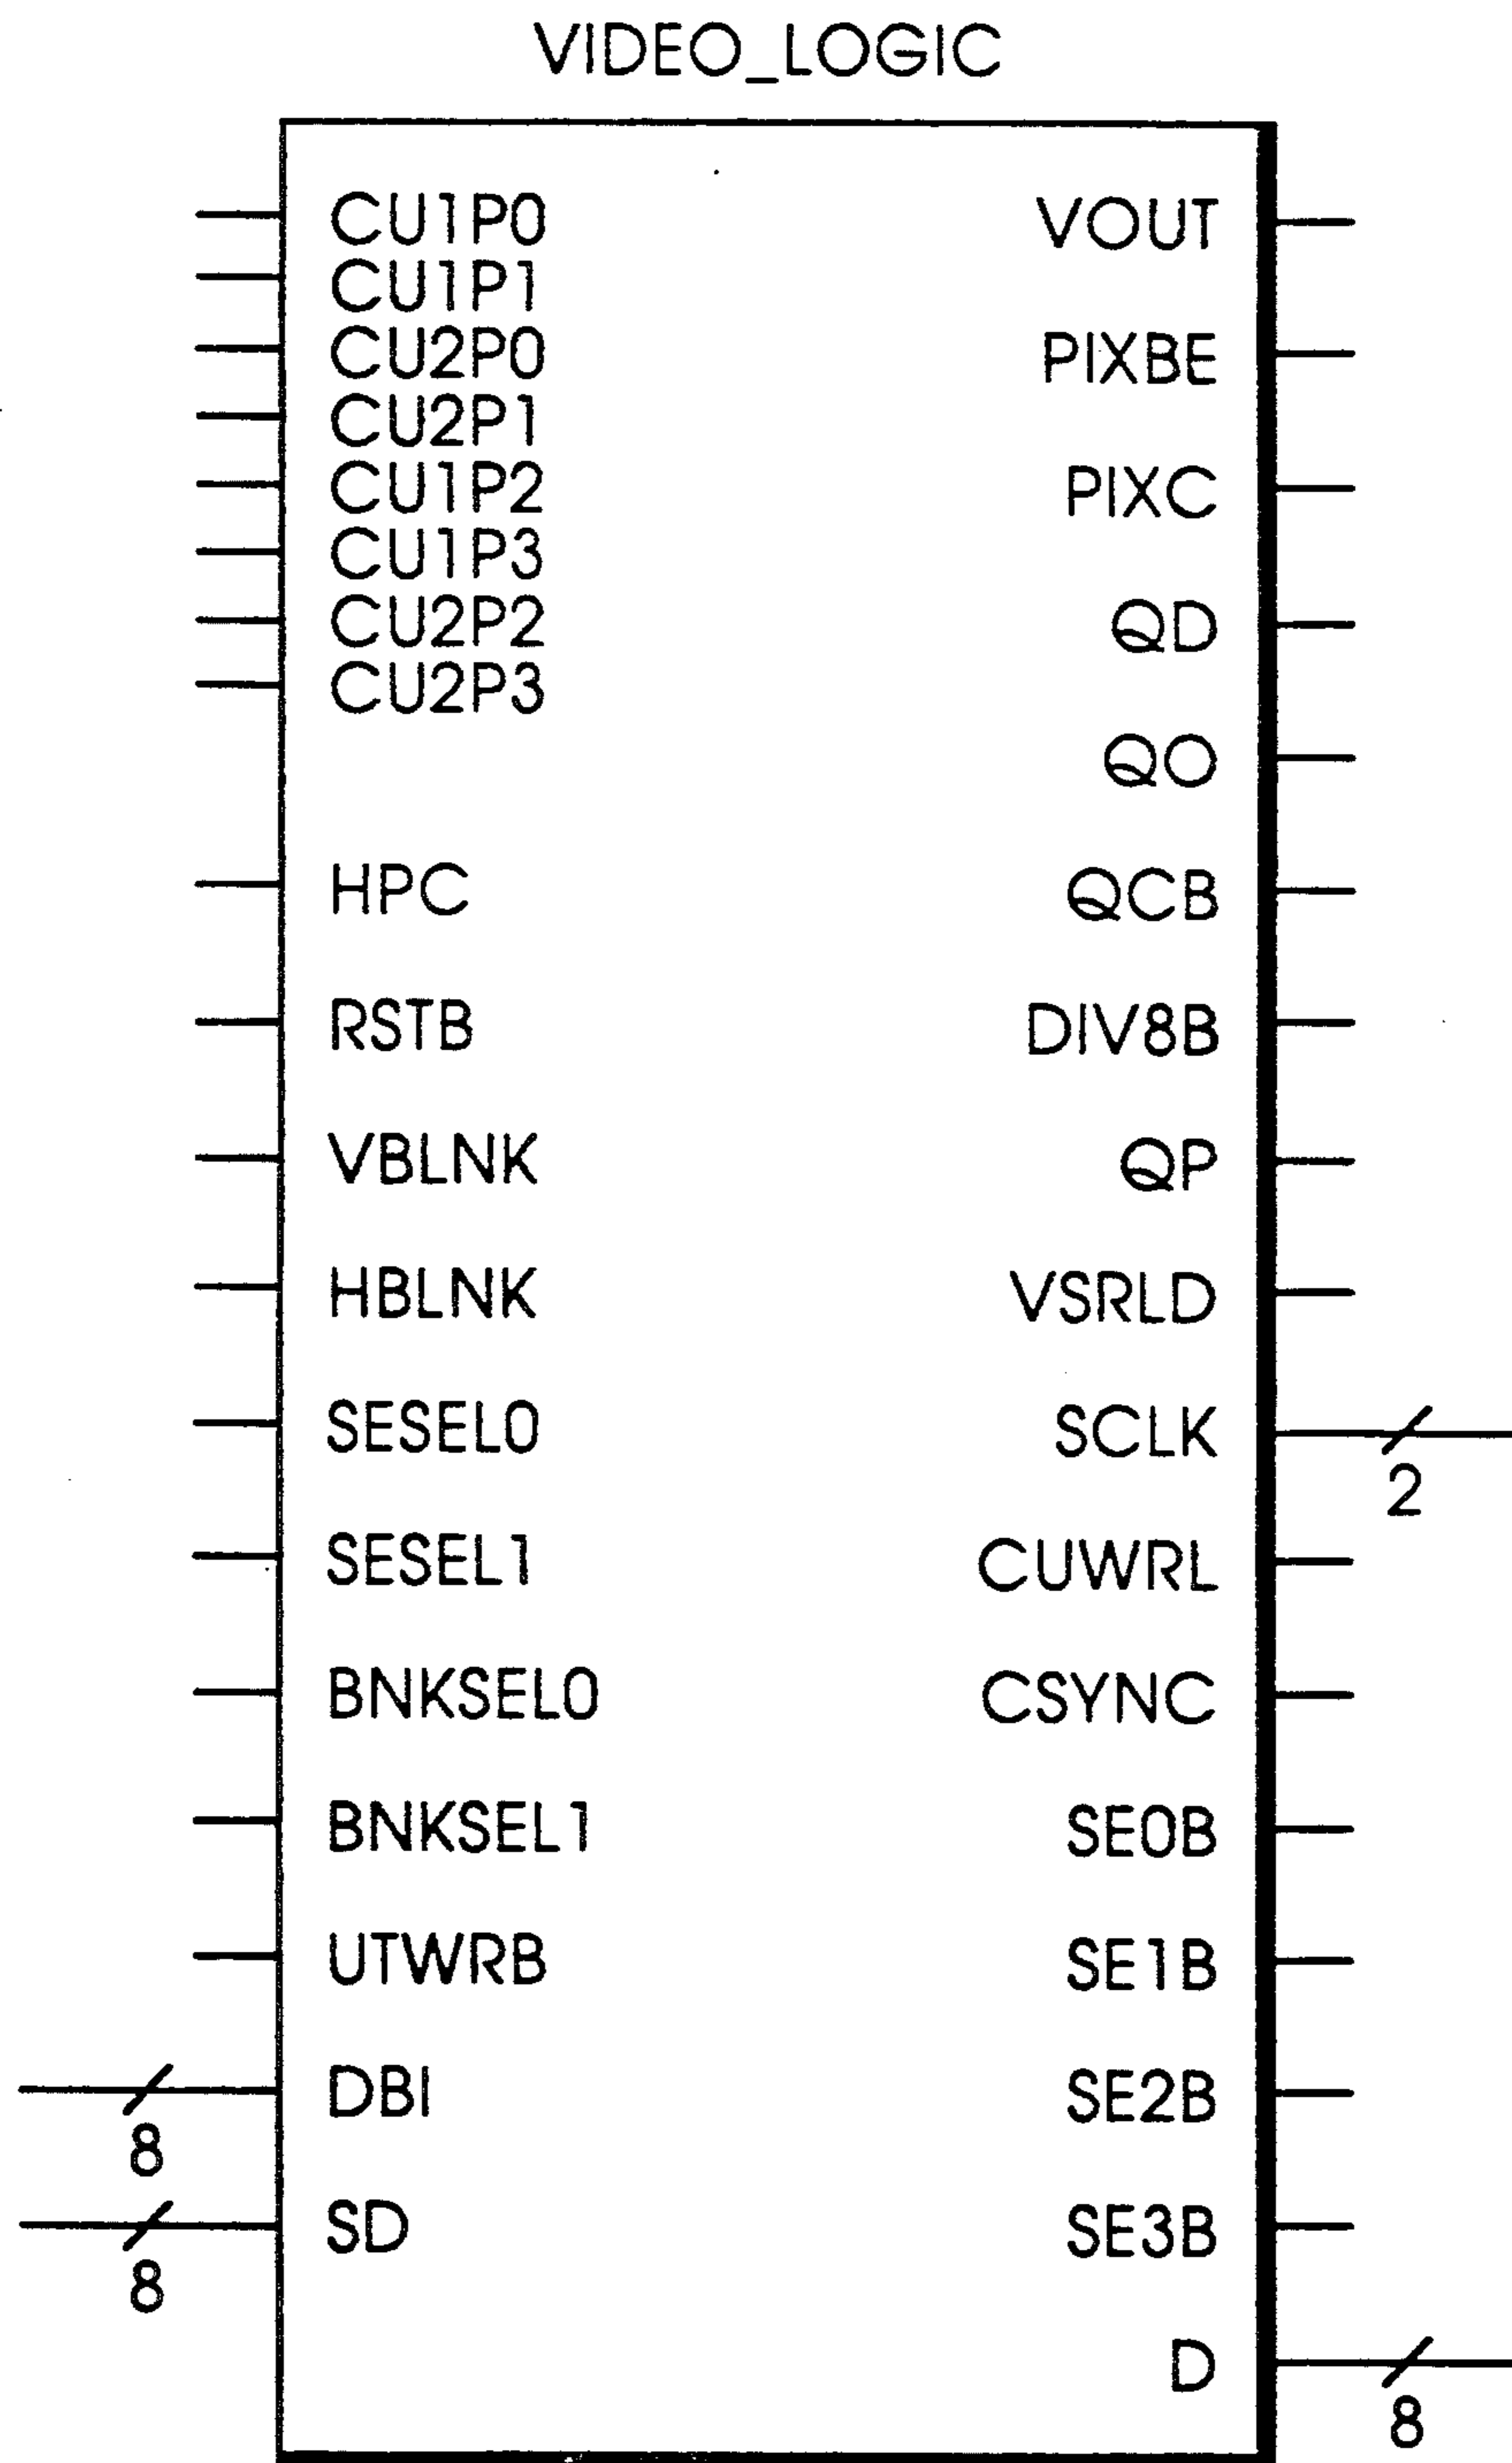 VIDEO_LOGIC
CU1P0
CU1P1
CU2P0
CU2P1
CU1P2
CU1P3
CU2P2
CU2P3
HPC
RSTB
VBLNK
HBLNK
SESEL0
SESEL1
BNKSEL0
BNKSEL1
UTWRB
DBI
8
SD
8
VOUT
PIXBE
PIXC
QD
QO
QCB
DIV8B
QP
VSRLD
SCLK
2
CUWRL
CSYNC
SE0B
SE1B
SE2B
SE3B
D
8